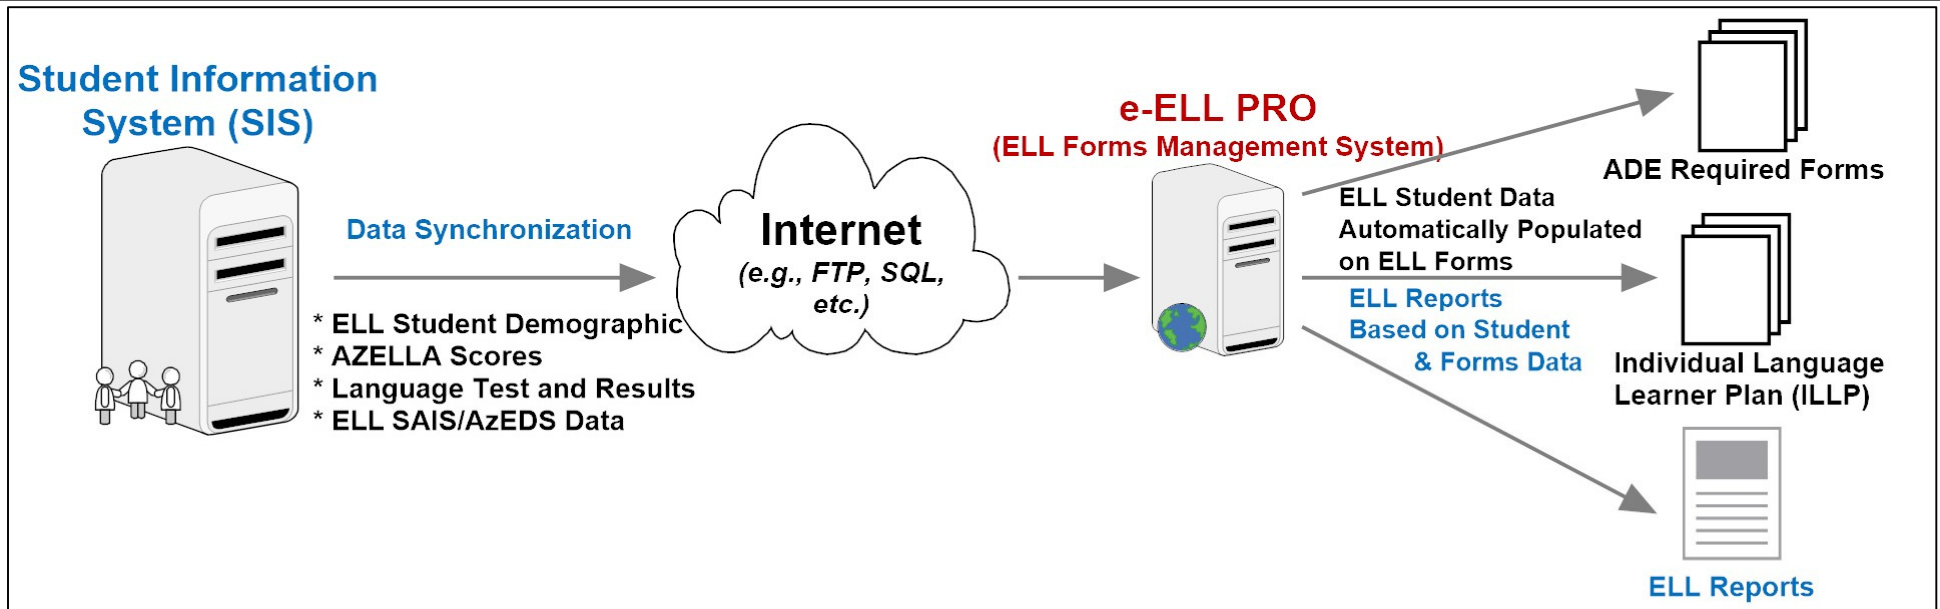 Student Information
System (SIS)
Data Synchronization
* ELL Student Demographic
* AZELLA Scores
* Language Test and Results
* ELL SAIS/AzEDS Data
Internet
(e.g., FTP, SQL,
etc.)
e-ELL PRO
(ELL Forms Management System)
ELL Student Data
Automatically Populated
on ELL Forms
ELL Reports
Based on Student
& Forms Data
ADE Required Forms
Individual Language
Learner Plan (ILLP)
ELL Reports